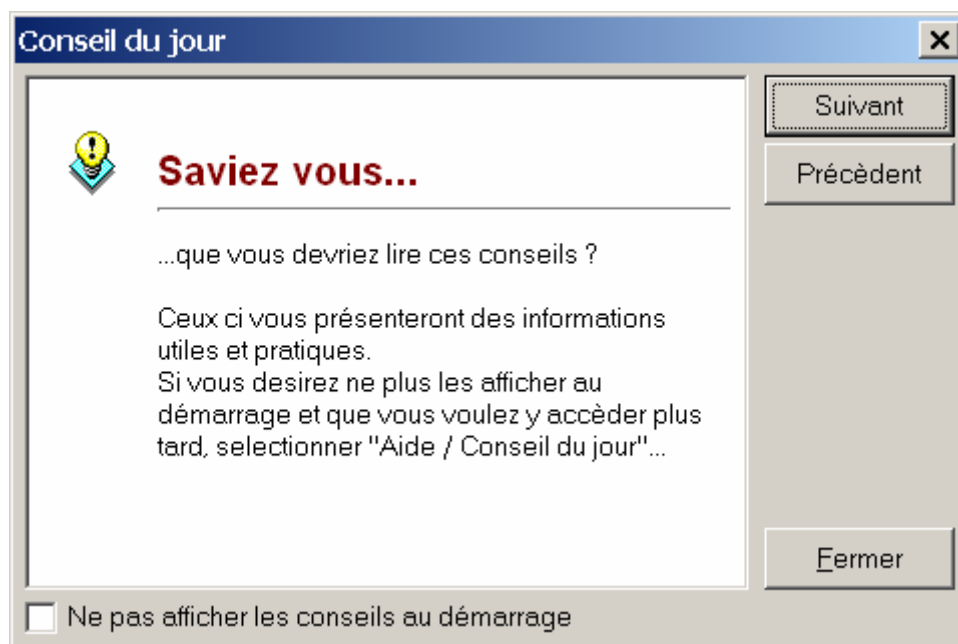 Conseil du jour
Suivant
Précèdent
Saviez vous...
...que vous devriez lire ces conseils ?
Ceux ci vous présenteront des informations
utiles et pratiques.
Si vous desirez ne plus les afficher au
démarrage et que vous voulez y accèder plus
tard, selectionner "Aide / Conseil du jour"...
Fermer
Ne pas afficher les conseils au démarrage